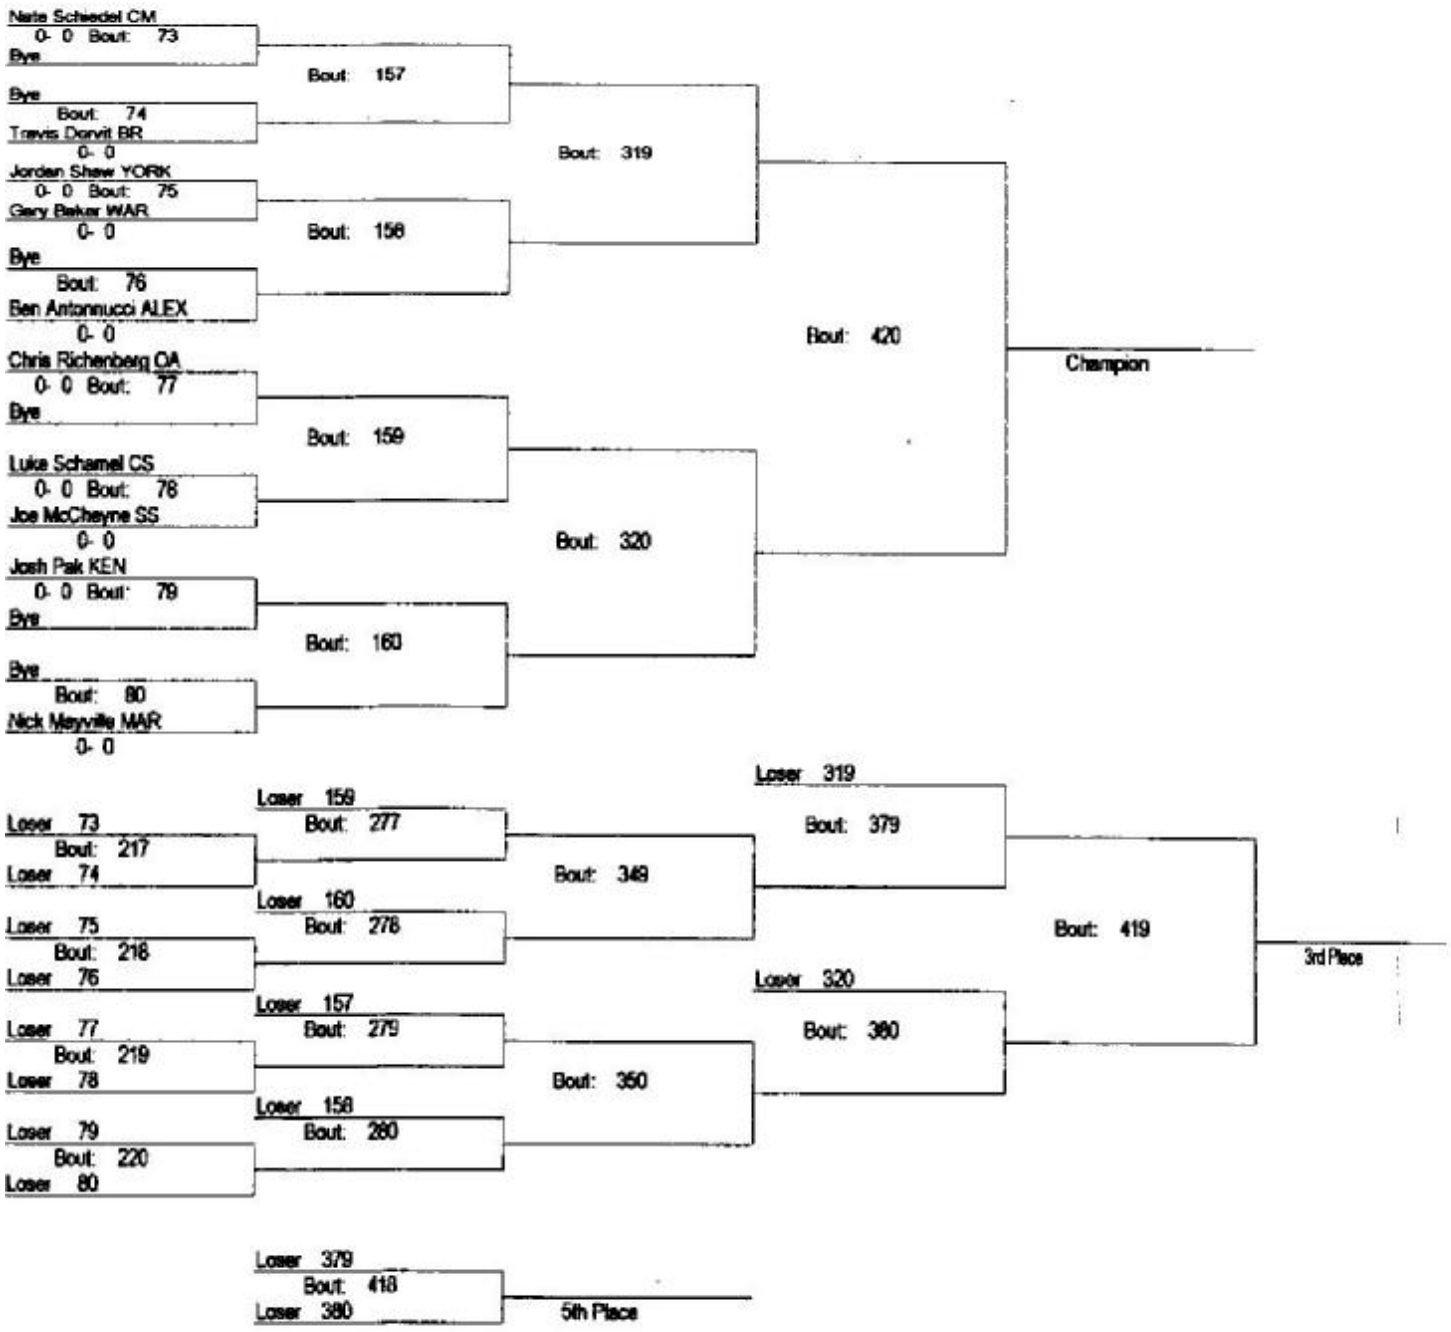 Nate Schiedel CM
0- 0 Bout: 73
Bye
Bout: 157
Bye
Bout: 74
Travis Dorvit BR
0- 0
Bout: 319
Jordan Shaw YORK
0- 0 Bout: 75
Gary Baker WAR
0- 0
Bout: 158
Bye
Bout: 76
Ben Antonnucci ALEX
0- 0
Bout: 420
Champion
Chris Richenberg OA
0- 0 Bout: 77
Bye
Bout: 159
Luke Schamel CS
0- 0 Bout: 78
Joe McCheyne SS
0- 0
Bout: 320
Josh Pak KEN
0- 0 Bout: 79
Bye
Bout: 160
Bye
Bout: 80
Nick Mayville MAR
0- 0
Loser 319
Loser 159
Loser 73
Bout: 277
Bout: 379
Bout: 217
Loser 74
Bout: 349
Loser 160
Loser 75
Bout: 278
Bout: 419
Bout: 218
3rd Place
Loser 76
Loser 320
Loser 157
Loser 77
Bout: 279
Bout: 380
Bout: 219
Loser 78
Bout: 350
Loser 158
Loser 79
Bout: 280
Bout: 220
Loser 80
Loser 379
Bout: 418
Loser 380
5th Place